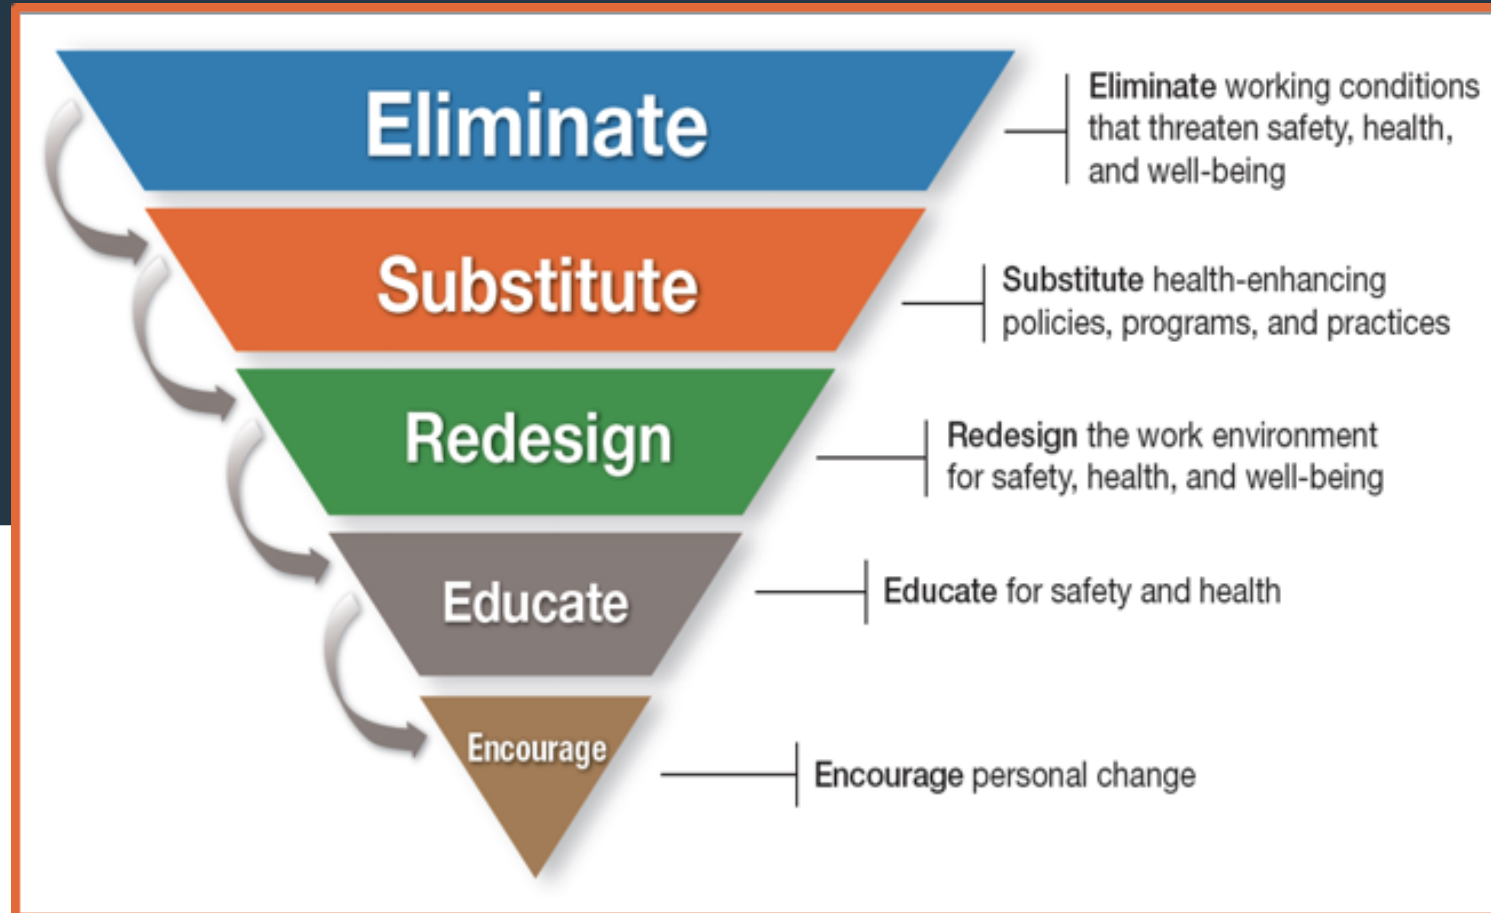 Eliminate
Eliminate working conditions
that threaten safety, health,
and well-being
Substitute
Substitute health-enhancing
policies, programs, and practices
Redesign
Redesign the work environment
for safety, health, and well-being
Educate
Educate for safety and health
Encourage
Encourage personal change